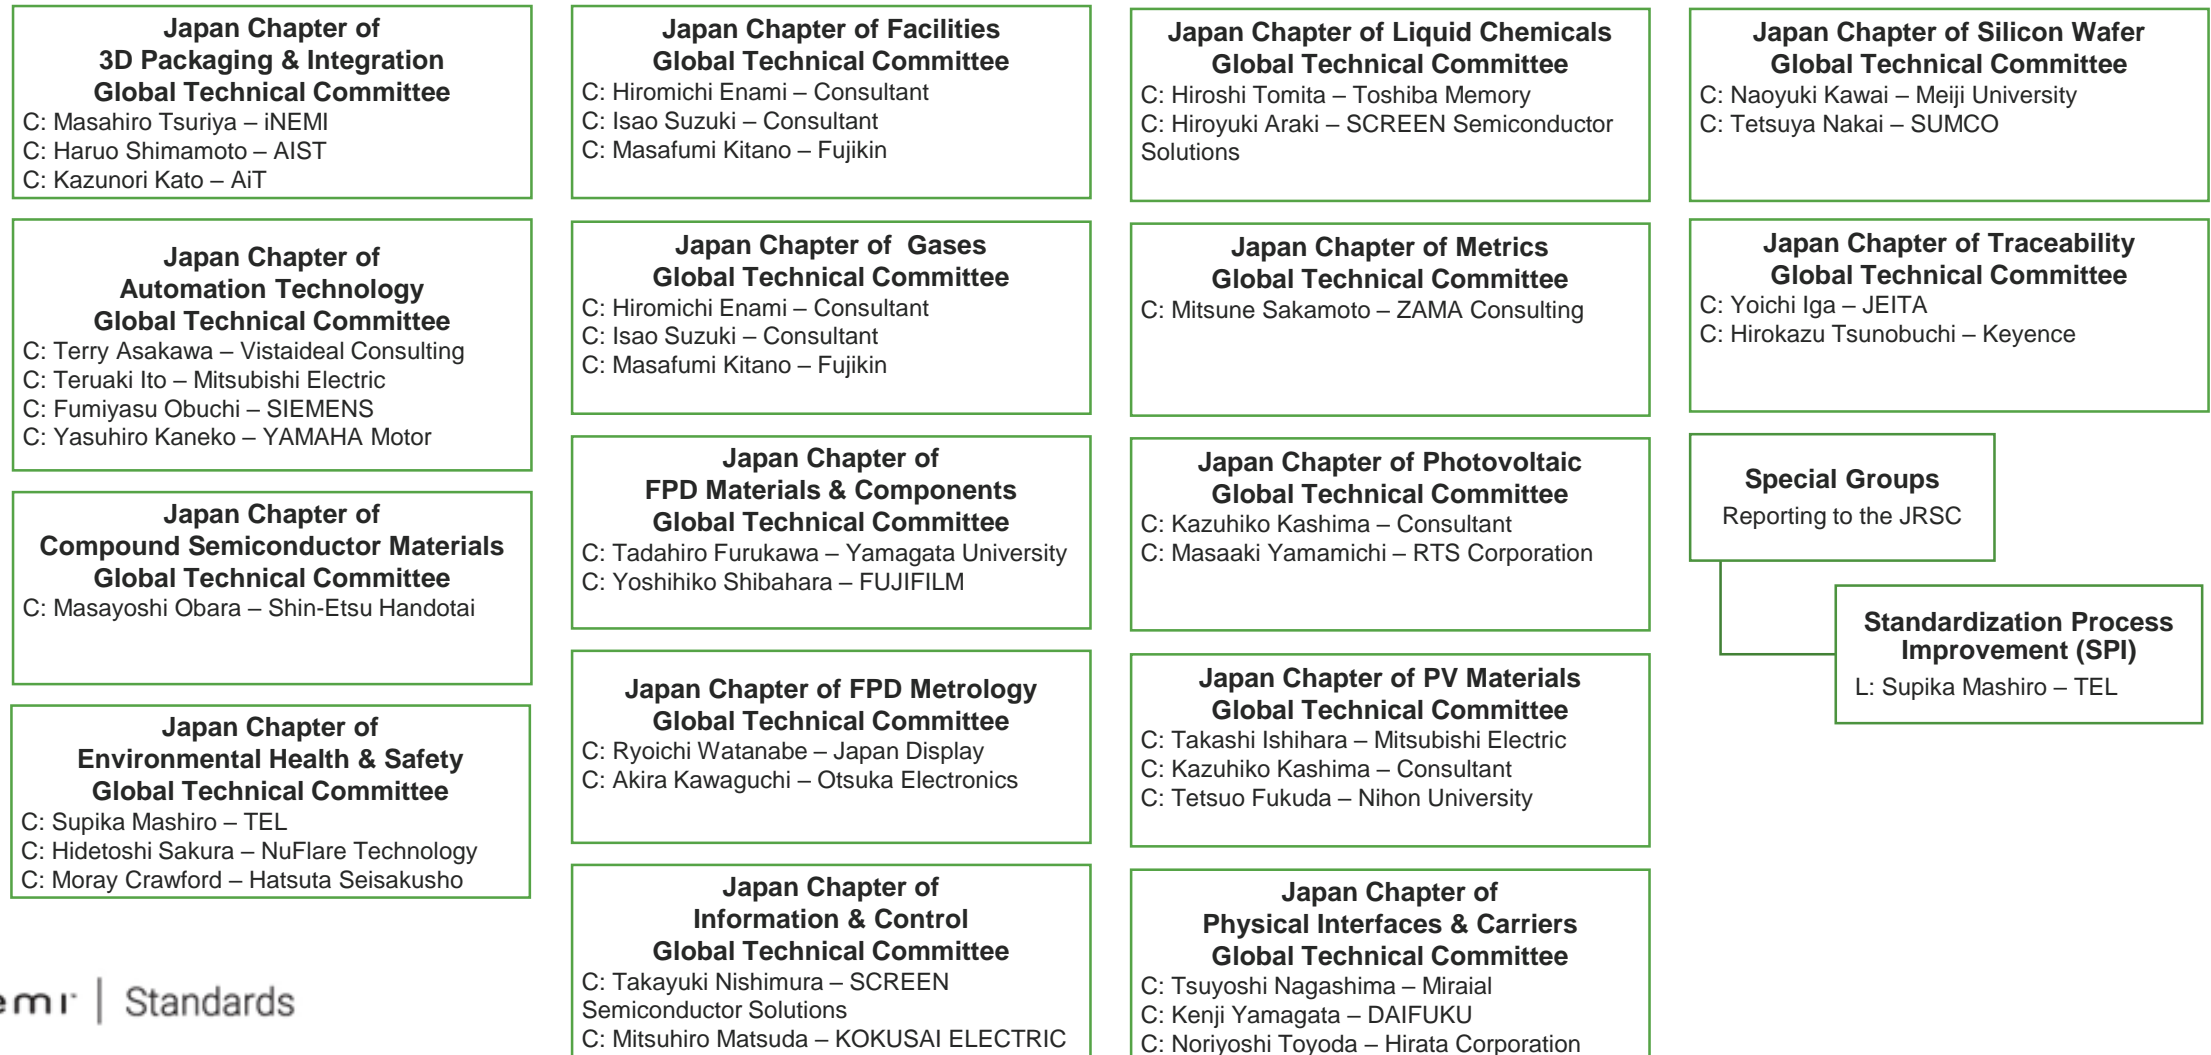 Japan Chapter of
3D Packaging & Integration
Global Technical Committee
C: Masahiro Tsuriya – iNEMI
C: Haruo Shimamoto – AIST
C: Kazunori Kato – AiT
Japan Chapter of
Automation Technology
Global Technical Committee
C: Terry Asakawa – Vistaideal Consulting
C: Teruaki Ito – Mitsubishi Electric
C: Fumiyasu Obuchi – SIEMENS
C: Yasuhiro Kaneko – YAMAHA Motor
Japan Chapter of
Compound Semiconductor Materials
Global Technical Committee
C: Masayoshi Obara – Shin-Etsu Handotai
Japan Chapter of
Environmental Health & Safety
Global Technical Committee
C: Supika Mashiro – TEL
C: Hidetoshi Sakura – NuFlare Technology
C: Moray Crawford – Hatsuta Seisakusho
Japan Chapter of Facilities
Global Technical Committee
C: Hiromichi Enami – Consultant
C: Isao Suzuki – Consultant
C: Masafumi Kitano – Fujikin
Japan Chapter of Gases
Global Technical Committee
C: Hiromichi Enami – Consultant
C: Isao Suzuki – Consultant
C: Masafumi Kitano – Fujikin
Japan Chapter of
FPD Materials & Components
Global Technical Committee
C: Tadahiro Furukawa – Yamagata University
C: Yoshihiko Shibahara – FUJIFILM
Japan Chapter of FPD Metrology
Global Technical Committee
C: Ryoichi Watanabe – Japan Display
C: Akira Kawaguchi – Otsuka Electronics
Japan Chapter of
Information & Control
Global Technical Committee
C: Takayuki Nishimura – SCREEN
Semiconductor Solutions
C: Mitsuhiro Matsuda – KOKUSAI ELECTRIC
Japan Chapter of Liquid Chemicals
Global Technical Committee
C: Hiroshi Tomita – Toshiba Memory
C: Hiroyuki Araki – SCREEN Semiconductor
Solutions
Japan Chapter of Metrics
Global Technical Committee
C: Mitsune Sakamoto – ZAMA Consulting
Japan Chapter of Photovoltaic
Global Technical Committee
C: Kazuhiko Kashima – Consultant
C: Masaaki Yamamichi – RTS Corporation
Japan Chapter of PV Materials
Global Technical Committee
C: Takashi Ishihara – Mitsubishi Electric
C: Kazuhiko Kashima – Consultant
C: Tetsuo Fukuda – Nihon University
Japan Chapter of
Physical Interfaces & Carriers
Global Technical Committee
C: Tsuyoshi Nagashima – Miraial
C: Kenji Yamagata – DAIFUKU
C: Noriyoshi Toyoda – Hirata Corporation
Japan Chapter of Silicon Wafer
Global Technical Committee
C: Naoyuki Kawai – Meiji University
C: Tetsuya Nakai – SUMCO
Japan Chapter of Traceability
Global Technical Committee
C: Yoichi Iga – JEITA
C: Hirokazu Tsunobuchi – Keyence
Special Groups
Reporting to the JRSC
Standardization Process
Improvement (SPI)
L: Supika Mashiro – TEL
Standards